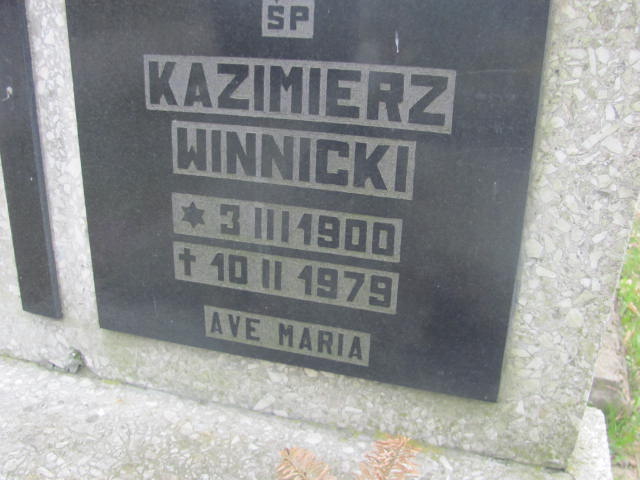 ŚP
KAZIMIERZ
WINNICKI
✶ 3 III 1900
† 10 II 1979
AVE MARIA